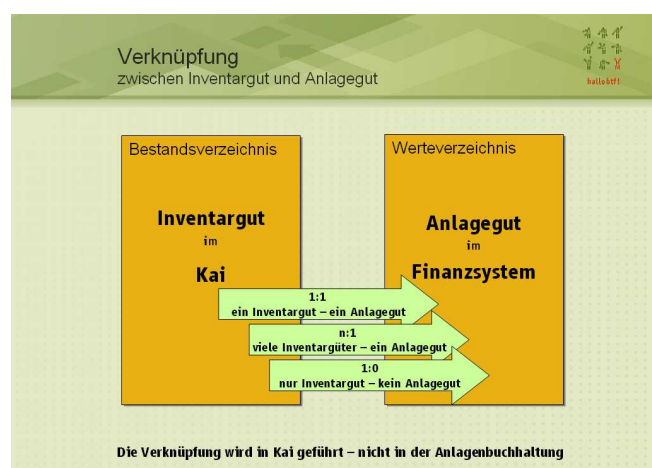 Verknüpfung
zwischen Inventargut und Anlagegut
hallobtf!
Bestandsverzeichnis
Inventargut
im
Kai
Werteverzeichnis
Anlagegut
im
Finanzsystem
1:1
ein Inventargut – ein Anlagegut
n:1
viele Inventargüter – ein Anlagegut
1:0
nur Inventargut – kein Anlagegut
Die Verknüpfung wird in Kai geführt – nicht in der Anlagenbuchhaltung